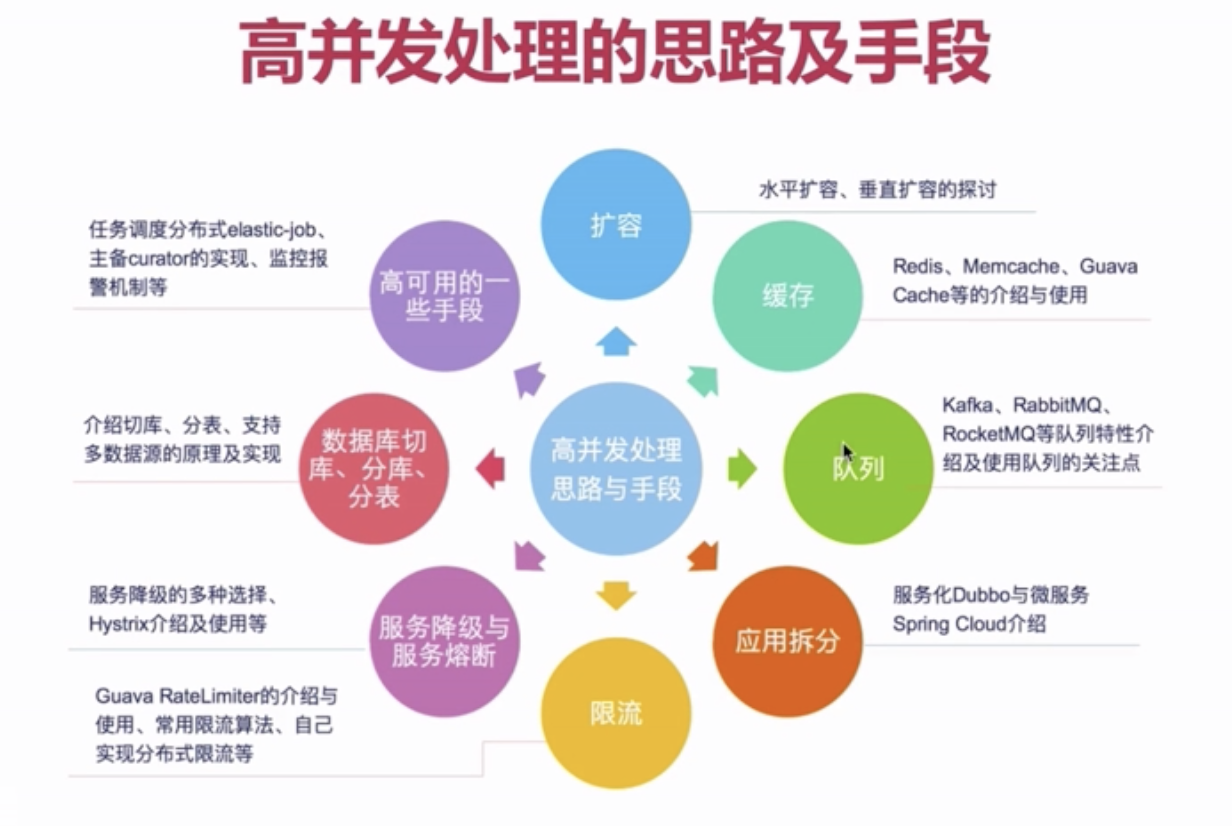 高并发处理的思路及手段
扩容
水平扩容、垂直扩容的探讨
缓存
Redis、Memcache、Guava
Cache等的介绍与使用
队列
Kafka、RabbitMQ、
RocketMQ等队列特性介
绍及使用队列的关注点
应用拆分
服务化Dubbo与微服务
Spring Cloud介绍
限流
Guava RateLimiter的介绍与
使用、常用限流算法、自己
实现分布式限流等
服务降级与
服务熔断
服务降级的多种选择、
Hystrix介绍及使用等
数据库切
库、分库、
分表
介绍切库、分表、支持
多数据源的原理及实现
高可用的一
些手段
任务调度分布式elastic-job、
主备curator的实现、监控报
警机制等
高并发处理
思路与手段